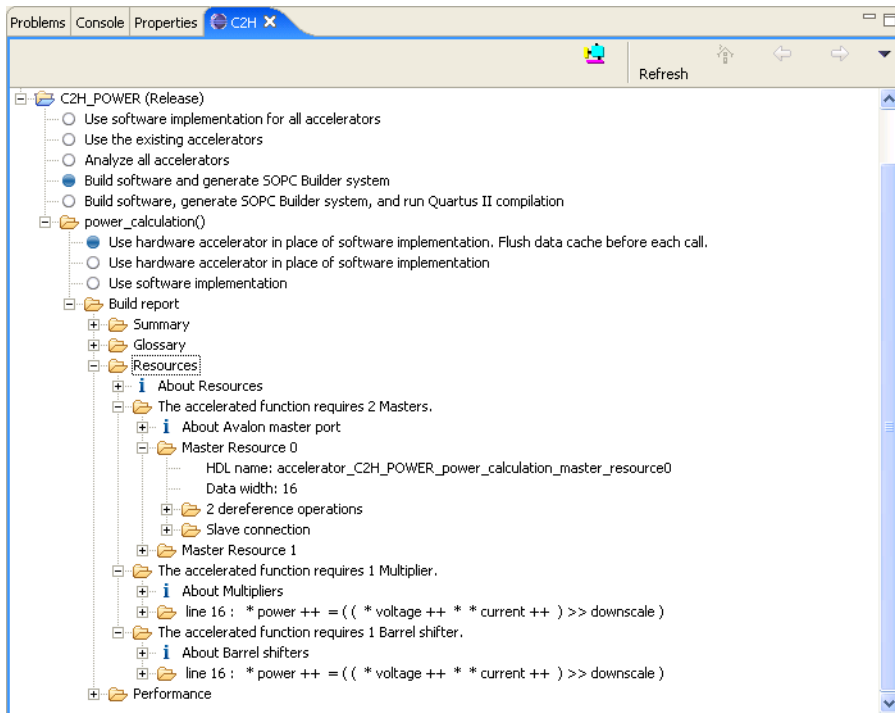 Problems Console Properties C2H
Refresh
C2H_POWER (Release)
Use software implementation for all accelerators
Use the existing accelerators
Analyze all accelerators
Build software and generate SOPC Builder system
Build software, generate SOPC Builder system, and run Quartus II compilation
power_calculation()
Use hardware accelerator in place of software implementation. Flush data cache before each call.
Use hardware accelerator in place of software implementation
Use software implementation
Build report
Summary
Glossary
Resources
About Resources
The accelerated function requires 2 Masters.
About Avalon master port
Master Resource 0
HDL name: accelerator_C2H_POWER_power_calculation_master_resource0
Data width: 16
2 dereference operations
Slave connection
Master Resource 1
The accelerated function requires 1 Multiplier.
About Multipliers
line 16 : * power ++ = ( ( * voltage ++ * * current ++ ) >> downscale )
The accelerated function requires 1 Barrel shifter.
About Barrel shifters
line 16 : * power ++ = ( ( * voltage ++ * * current ++ ) >> downscale )
Performance